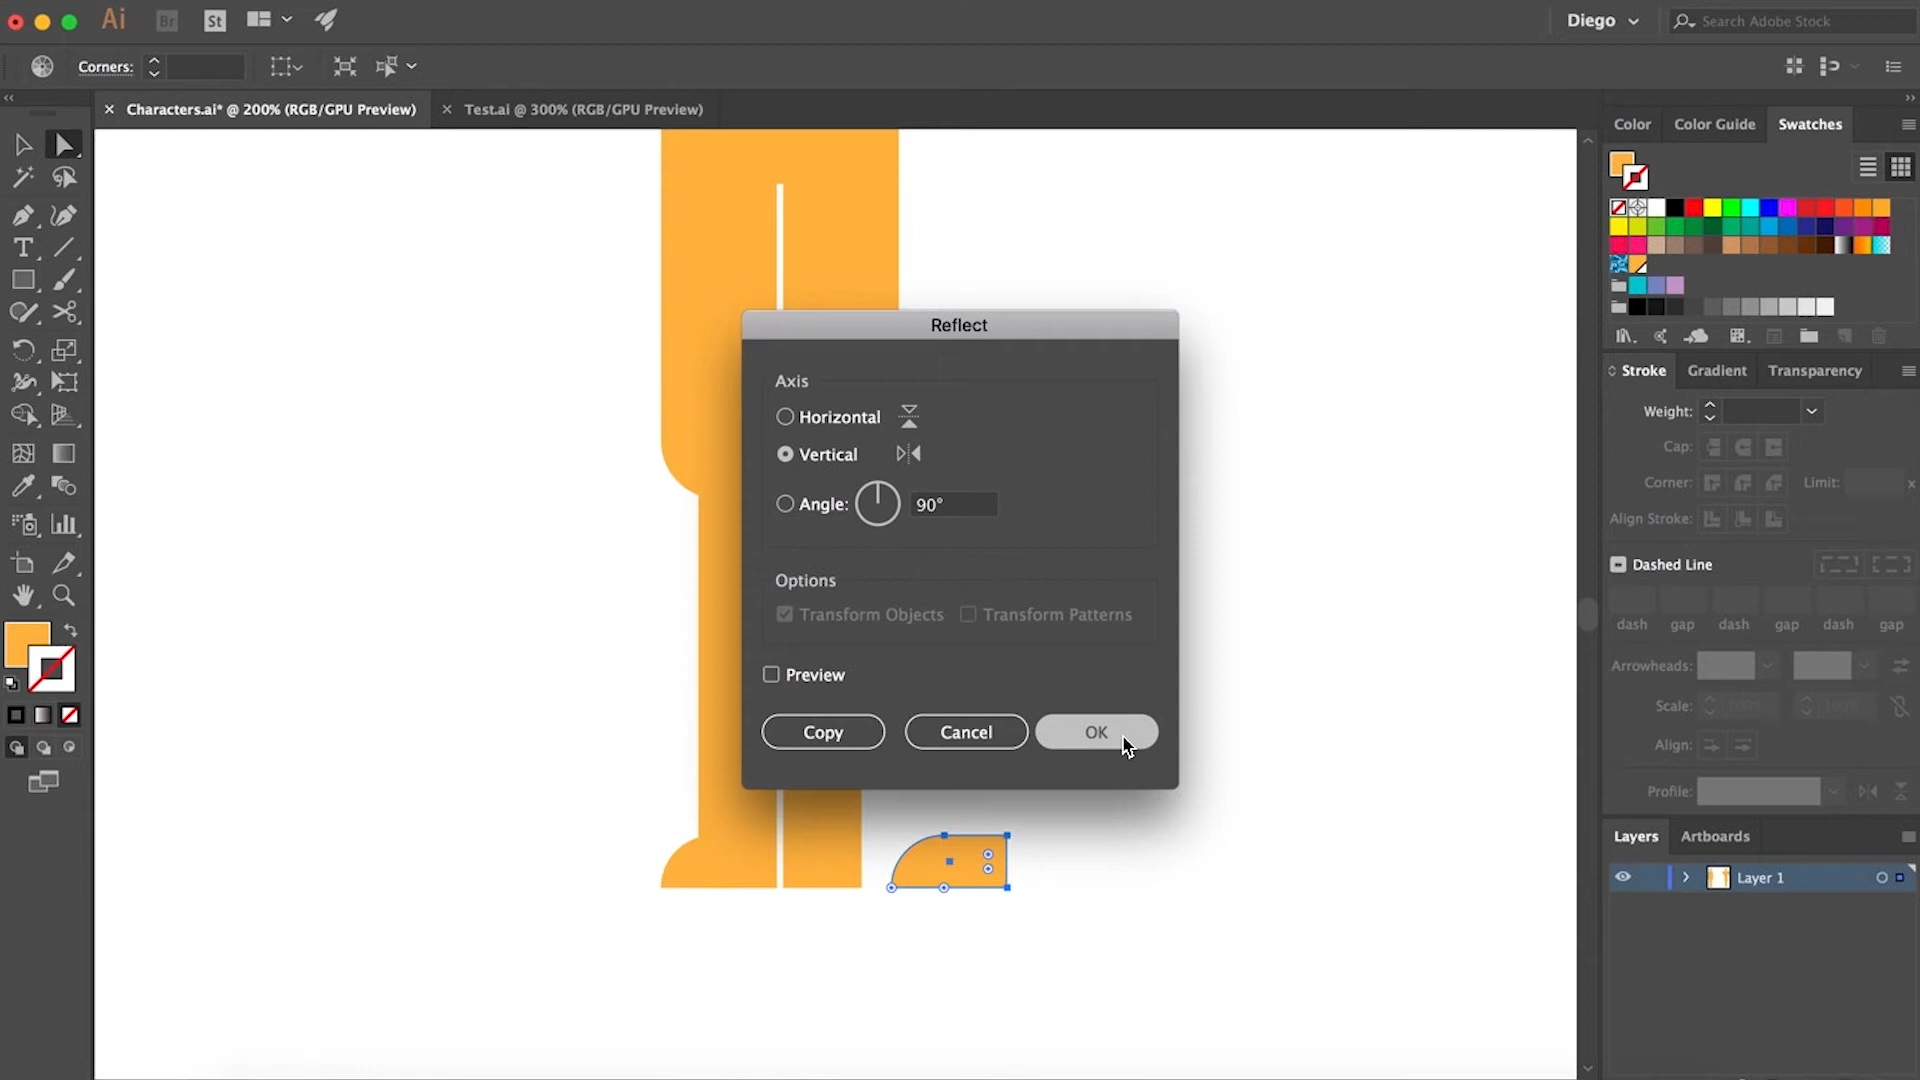 Ai Br St Diego Search Adobe Stock
Corners:
Characters.ai* @ 200% (RGB/GPU Preview) Test.ai @ 300% (RGB/GPU Preview)
Color Color Guide Swatches
Reflect
Axis
Horizontal
Vertical
Angle: 90°
Options
Transform Objects Transform Patterns
Preview
Copy Cancel OK
Stroke Gradient Transparency
Weight:
Cap:
Corner: Limit: x
Align Stroke:
Dashed Line
dash gap dash gap dash gap
Arrowheads:
Scale: 100% 100%
Align:
Profile:
Layers Artboards
Layer 1